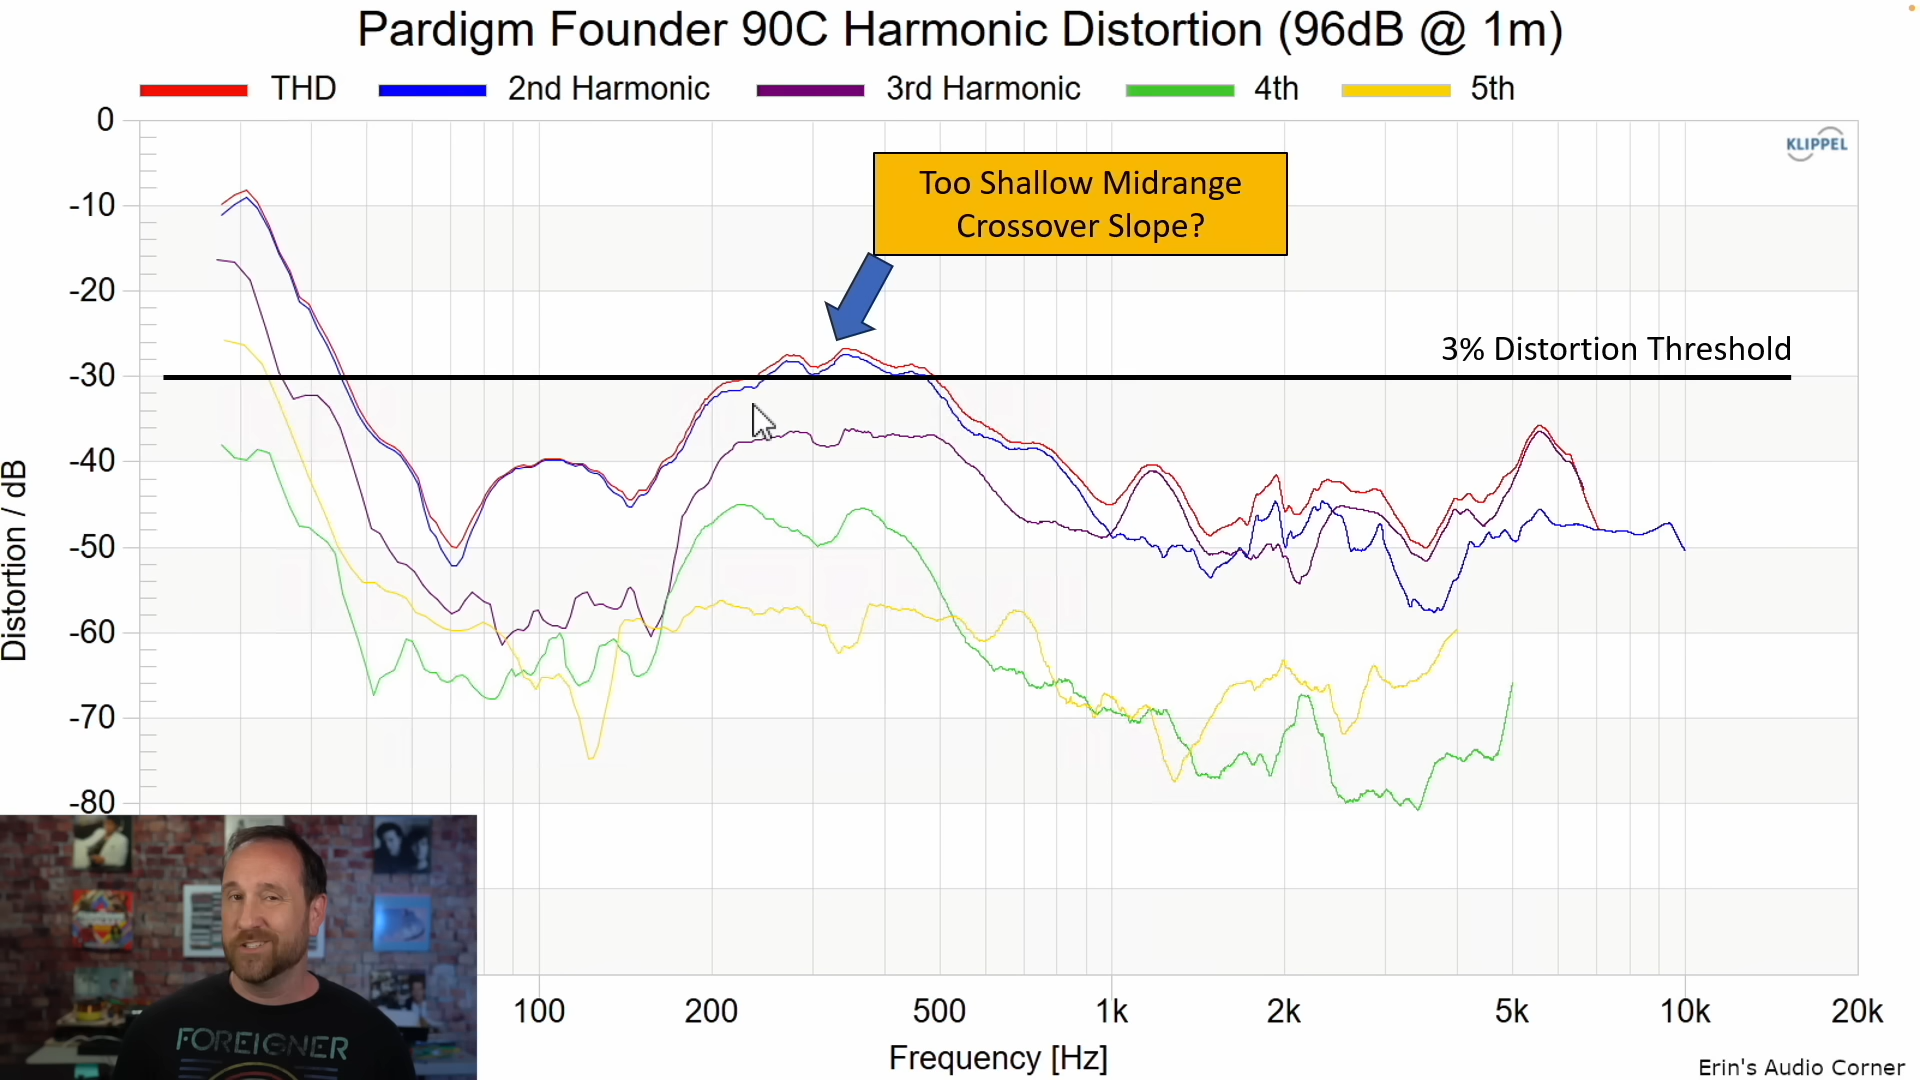 Pardigm Founder 90C Harmonic Distortion (96dB @ 1m)
THD 2nd Harmonic 3rd Harmonic 4th 5th
KLIPPEL
Too Shallow Midrange
Crossover Slope?
3% Distortion Threshold
0
-10
-20
-30
-40
-50
-60
-70
-80
Distortion / dB
100 200 500 1k 2k 5k 10k 20k
Frequency [Hz]
FOREIGNER
Erin's Audio Corner